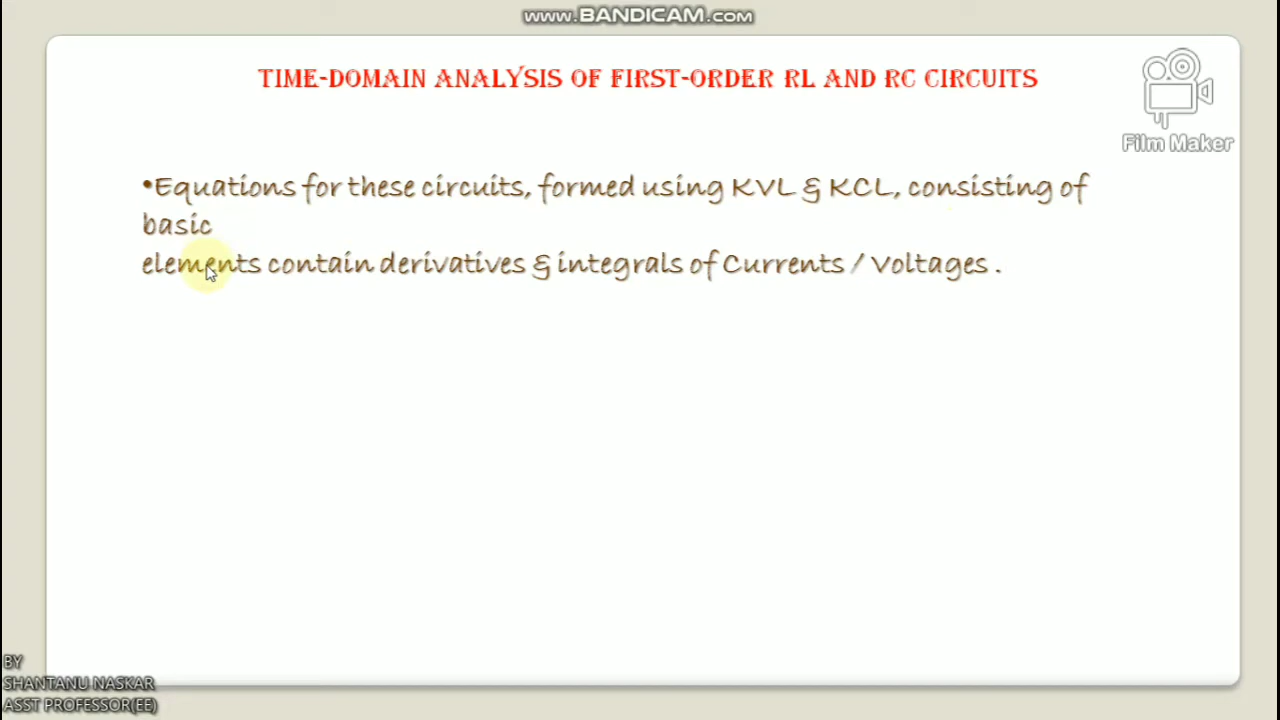 www.BANDICAM.com
TIME-DOMAIN ANALYSIS OF FIRST-ORDER RL AND RC CIRCUITS
Film Maker
•Equations for these circuits, formed using KVL & KCL, consisting of
basic
elements contain derivatives & integrals of Currents / Voltages .
BY
SHANTANU NASKAR
ASST PROFESSOR(EE)